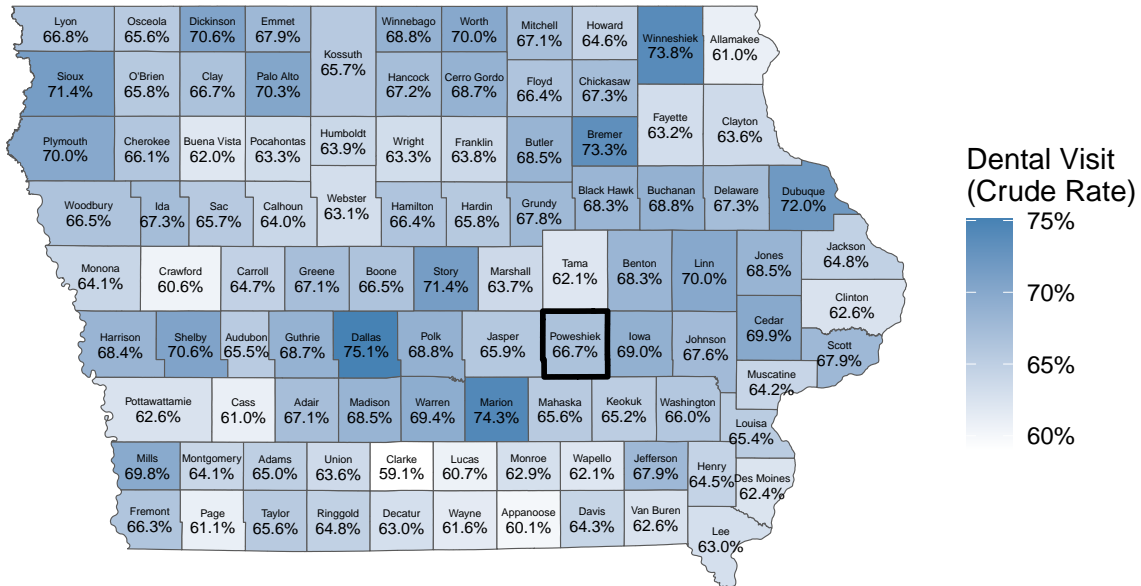 Lyon
66.8%
Osceola
65.6%
Dickinson
70.6%
Emmet
67.9%
Winnebago
68.8%
Worth
70.0%
Mitchell
67.1%
Howard
64.6%
Winneshiek
73.8%
Allamakee
61.0%
Kossuth
65.7%
Sioux
71.4%
O'Brien
65.8%
Clay
66.7%
Palo Alto
70.3%
Hancock
67.2%
Cerro Gordo
68.7%
Floyd
66.4%
Chickasaw
67.3%
Fayette
63.2%
Clayton
63.6%
Plymouth
70.0%
Cherokee
66.1%
Buena Vista
62.0%
Pocahontas
63.3%
Humboldt
63.9%
Wright
63.3%
Franklin
63.8%
Butler
68.5%
Bremer
73.3%
Woodbury
66.5%
Ida
67.3%
Sac
65.7%
Calhoun
64.0%
Webster
63.1%
Hamilton
66.4%
Hardin
65.8%
Grundy
67.8%
Black Hawk
68.3%
Buchanan
68.8%
Delaware
67.3%
Dubuque
72.0%
Monona
64.1%
Crawford
60.6%
Carroll
64.7%
Greene
67.1%
Boone
66.5%
Story
71.4%
Marshall
63.7%
Tama
62.1%
Benton
68.3%
Linn
70.0%
Jones
68.5%
Jackson
64.8%
Clinton
62.6%
Harrison
68.4%
Shelby
70.6%
Audubon
65.5%
Guthrie
68.7%
Dallas
75.1%
Polk
68.8%
Jasper
65.9%
Poweshiek
66.7%
Iowa
69.0%
Johnson
67.6%
Cedar
69.9%
Scott
67.9%
Muscatine
64.2%
Pottawattamie
62.6%
Cass
61.0%
Adair
67.1%
Madison
68.5%
Warren
69.4%
Marion
74.3%
Mahaska
65.6%
Keokuk
65.2%
Washington
66.0%
Louisa
65.4%
Mills
69.8%
Montgomery
64.1%
Adams
65.0%
Union
63.6%
Clarke
59.1%
Lucas
60.7%
Monroe
62.9%
Wapello
62.1%
Jefferson
67.9%
Henry
64.5%
Des Moines
62.4%
Fremont
66.3%
Page
61.1%
Taylor
65.6%
Ringgold
64.8%
Decatur
63.0%
Wayne
61.6%
Appanoose
60.1%
Davis
64.3%
Van Buren
62.6%
Lee
63.0%
Dental Visit
(Crude Rate)
75%
70%
65%
60%